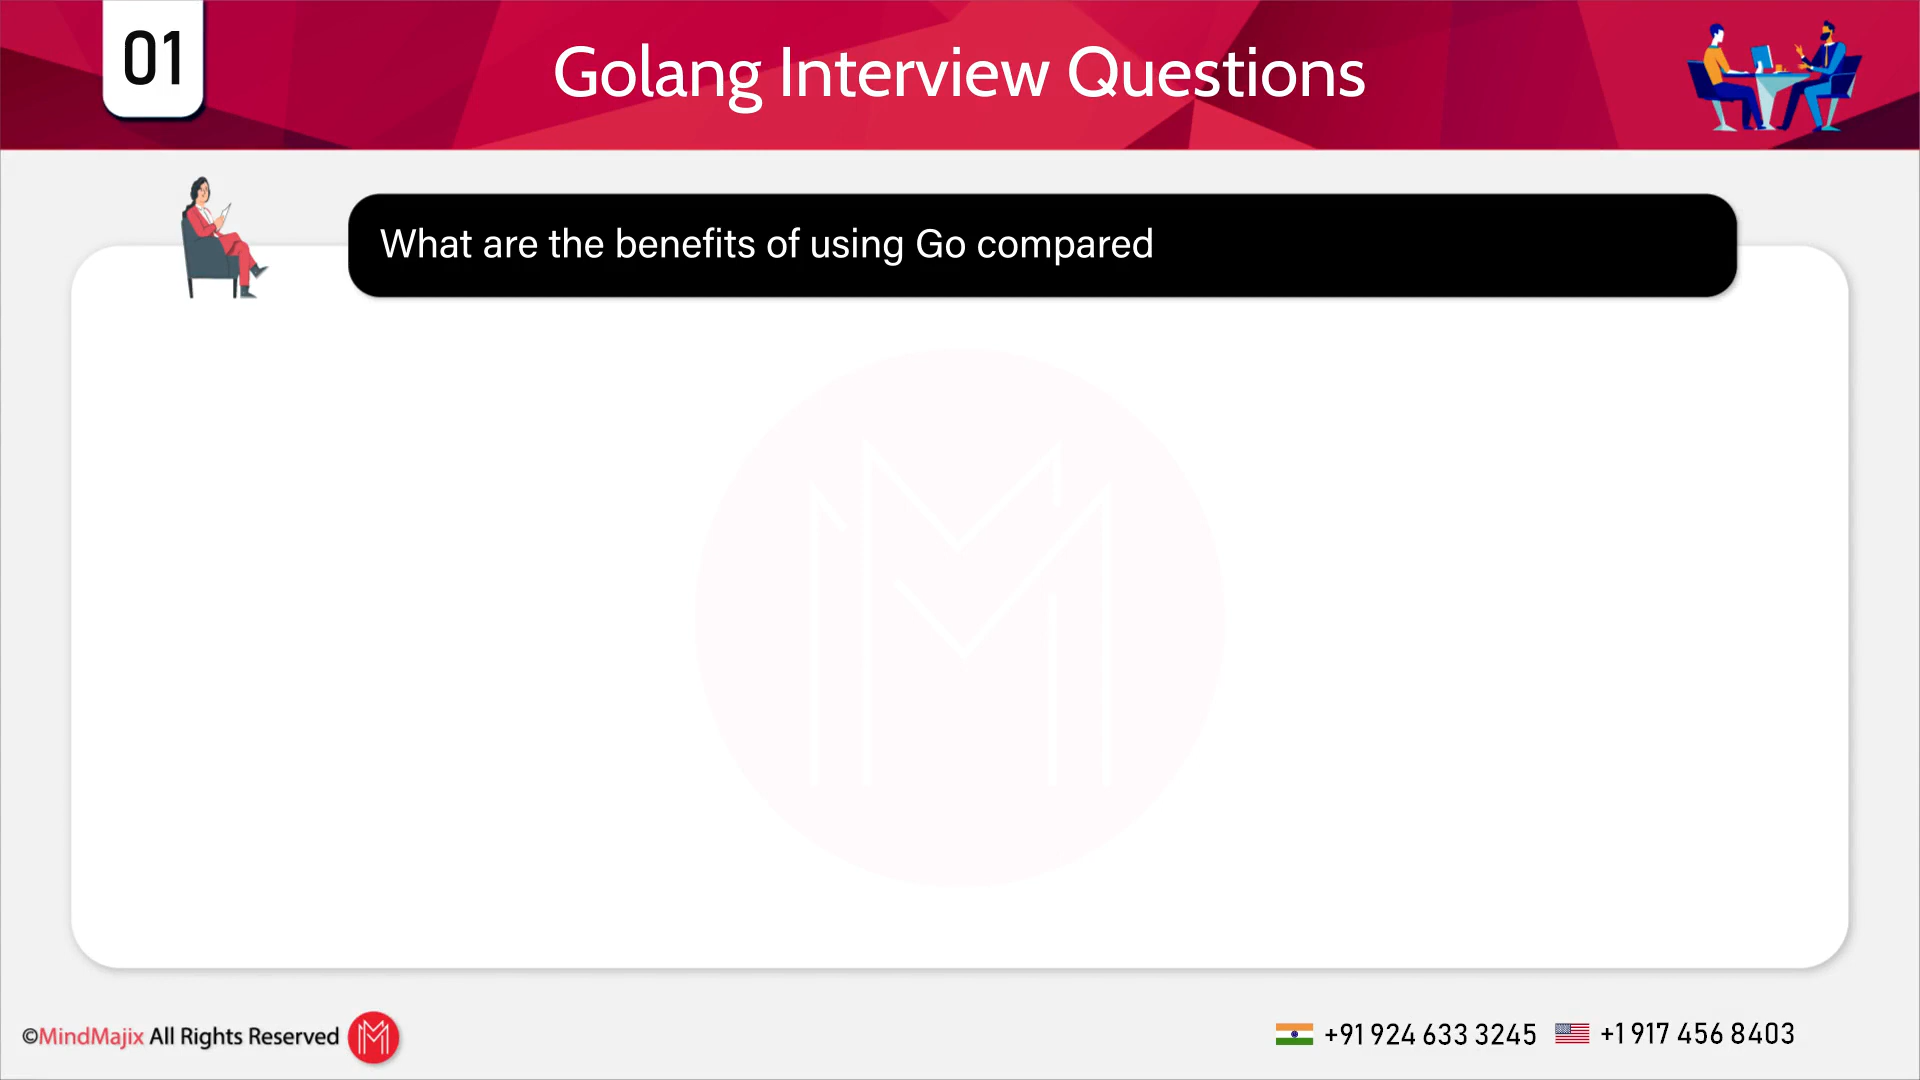 01
Golang Interview Questions
What are the benefits of using Go compared
©MindMajix All Rights Reserved
+91 924 633 3245
+1 917 456 8403